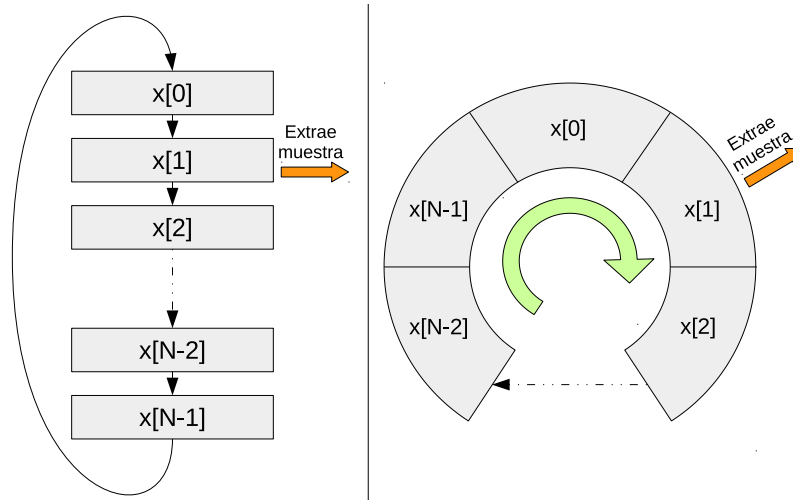 x[0]
x[1]
Extrae
muestra
x[2]
x[N-2]
x[N-1]
x[0]
Extrae
muestra
x[N-1]
x[1]
x[N-2]
x[2]